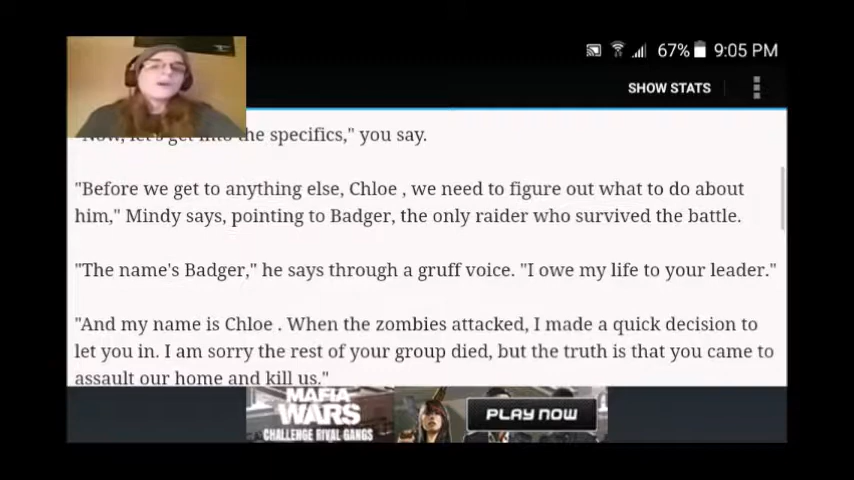 67% 9:05 PM
SHOW STATS
"Now, let's get into the specifics," you say.
"Before we get to anything else, Chloe , we need to figure out what to do about
him," Mindy says, pointing to Badger, the only raider who survived the battle.
"The name's Badger," he says through a gruff voice. "I owe my life to your leader."
"And my name is Chloe . When the zombies attacked, I made a quick decision to
let you in. I am sorry the rest of your group died, but the truth is that you came to
assault our home and kill us."
MAFIA
WARS
CHALLENGE RIVAL GANGS
PLAY NOW